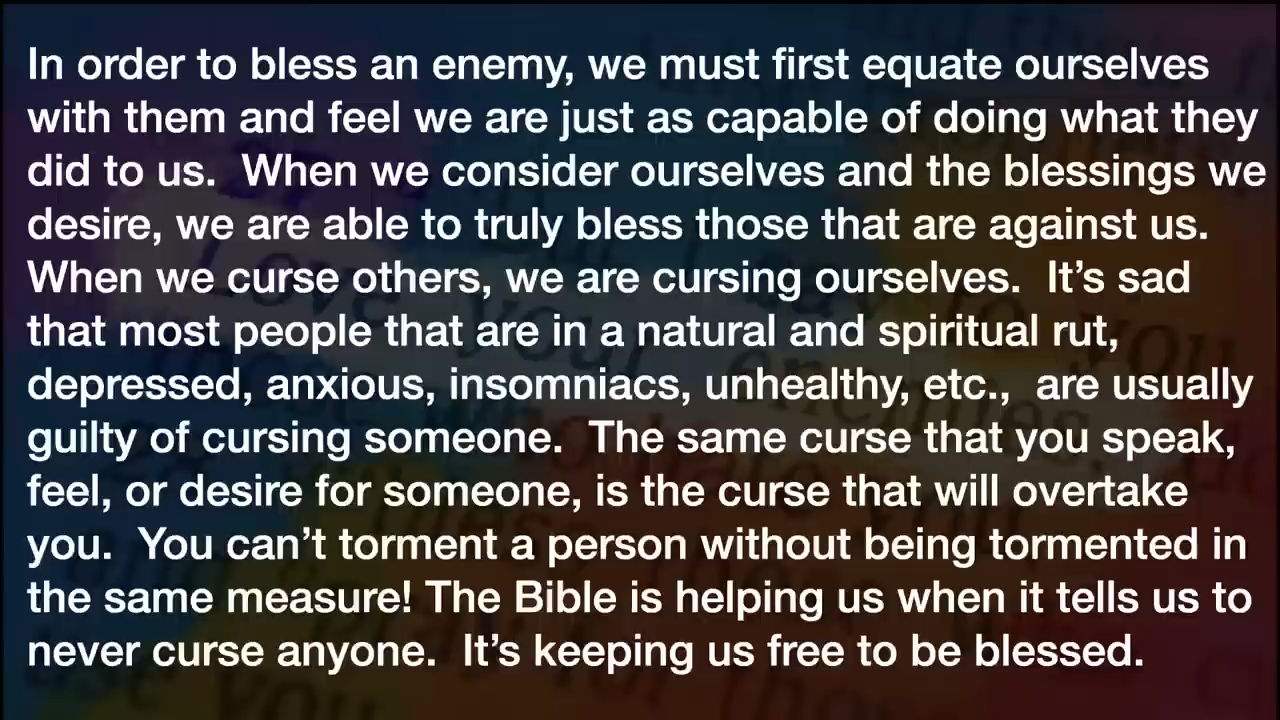 In order to bless an enemy, we must first equate ourselves
with them and feel we are just as capable of doing what they
did to us.  When we consider ourselves and the blessings we
desire, we are able to truly bless those that are against us.
When we curse others, we are cursing ourselves.  It’s sad
that most people that are in a natural and spiritual rut,
depressed, anxious, insomniacs, unhealthy, etc.,  are usually
guilty of cursing someone.  The same curse that you speak,
feel, or desire for someone, is the curse that will overtake
you.  You can’t torment a person without being tormented in
the same measure! The Bible is helping us when it tells us to
never curse anyone.  It’s keeping us free to be blessed.